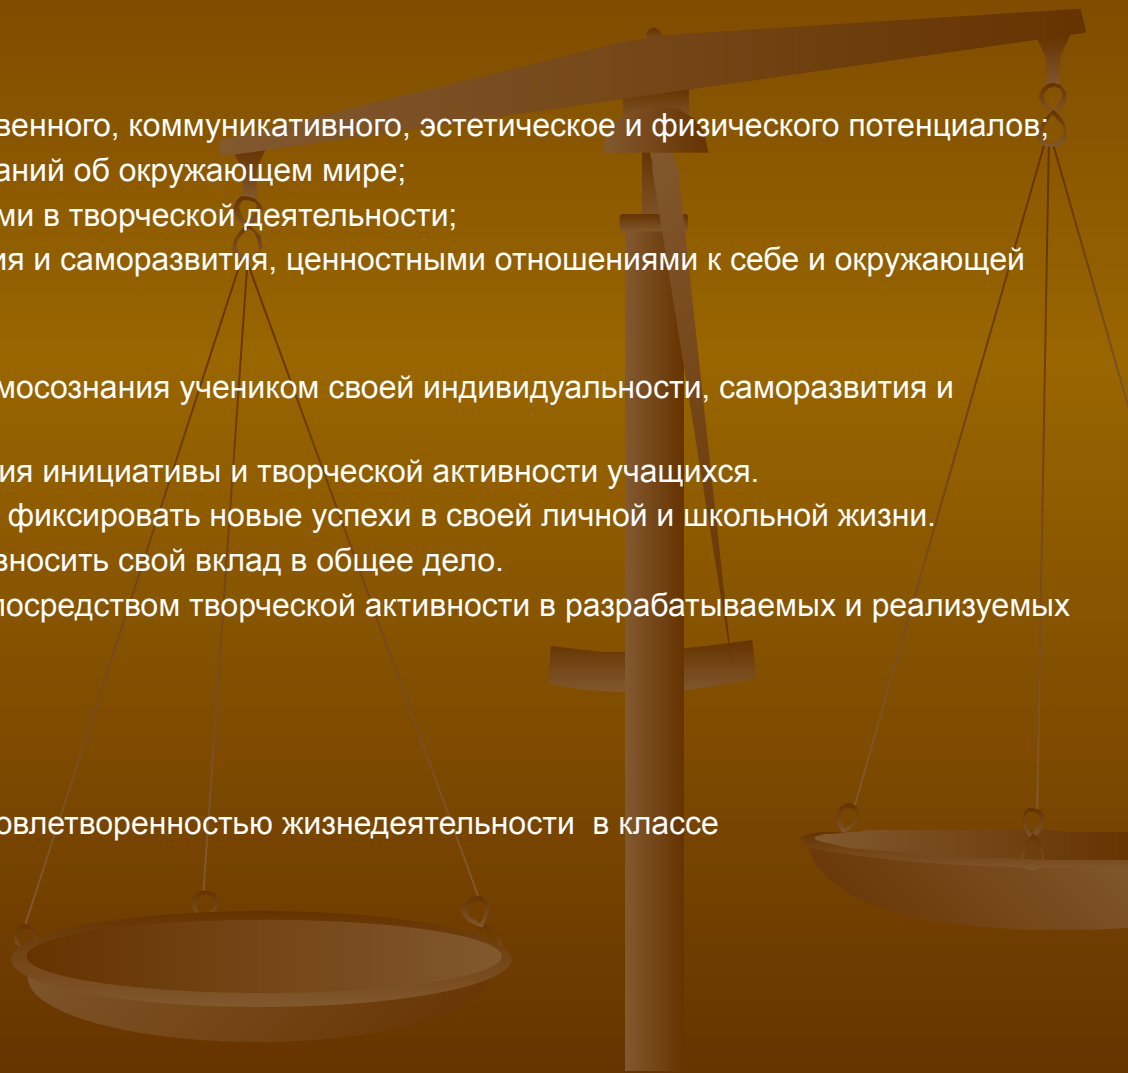 венного, коммуникативного, эстетическое и физического потенциалов;
аний об окружающем мире;
ми в творческой деятельности;
ия и саморазвития, ценностными отношениями к себе и окружающей
мосознания учеником своей индивидуальности, саморазвития и
ия инициативы и творческой активности учащихся.
фиксировать новые успехи в своей личной и школьной жизни.
вносить свой вклад в общее дело.
посредством творческой активности в разрабатываемых и реализуемых
овлетворенностью жизнедеятельности в классе